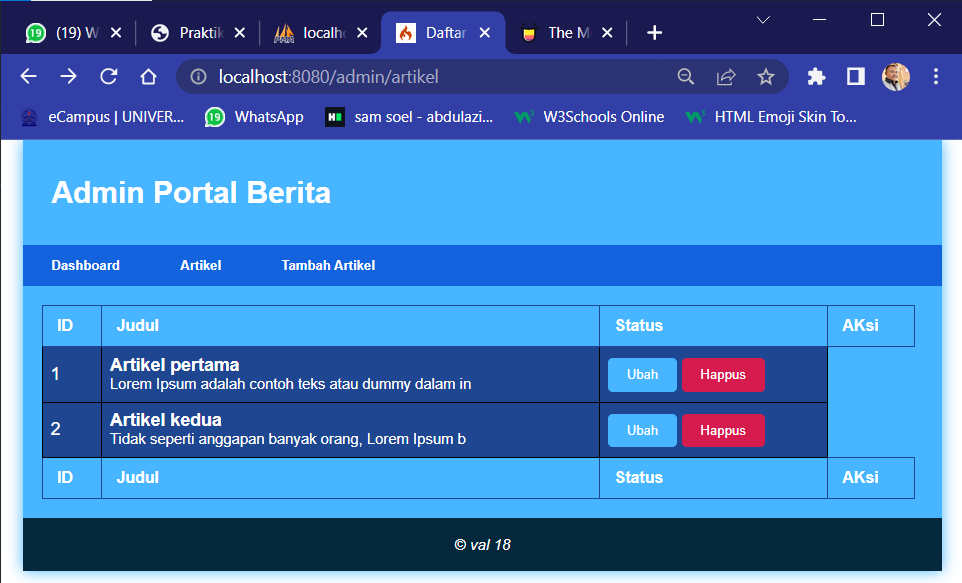 19 (19) W Praktik localho Daftar The M
localhost:8080/admin/artikel
eCampus | UNIVER... 19 WhatsApp H sam soel - abdulazi... W3Schools Online HTML Emoji Skin To...
Admin Portal Berita
Dashboard Artikel Tambah Artikel
ID Judul Status AKsi
1 Artikel pertama Ubah Happus
Lorem Ipsum adalah contoh teks atau dummy dalam in
2 Artikel kedua Ubah Happus
Tidak seperti anggapan banyak orang, Lorem Ipsum b
ID Judul Status AKsi
© val 18